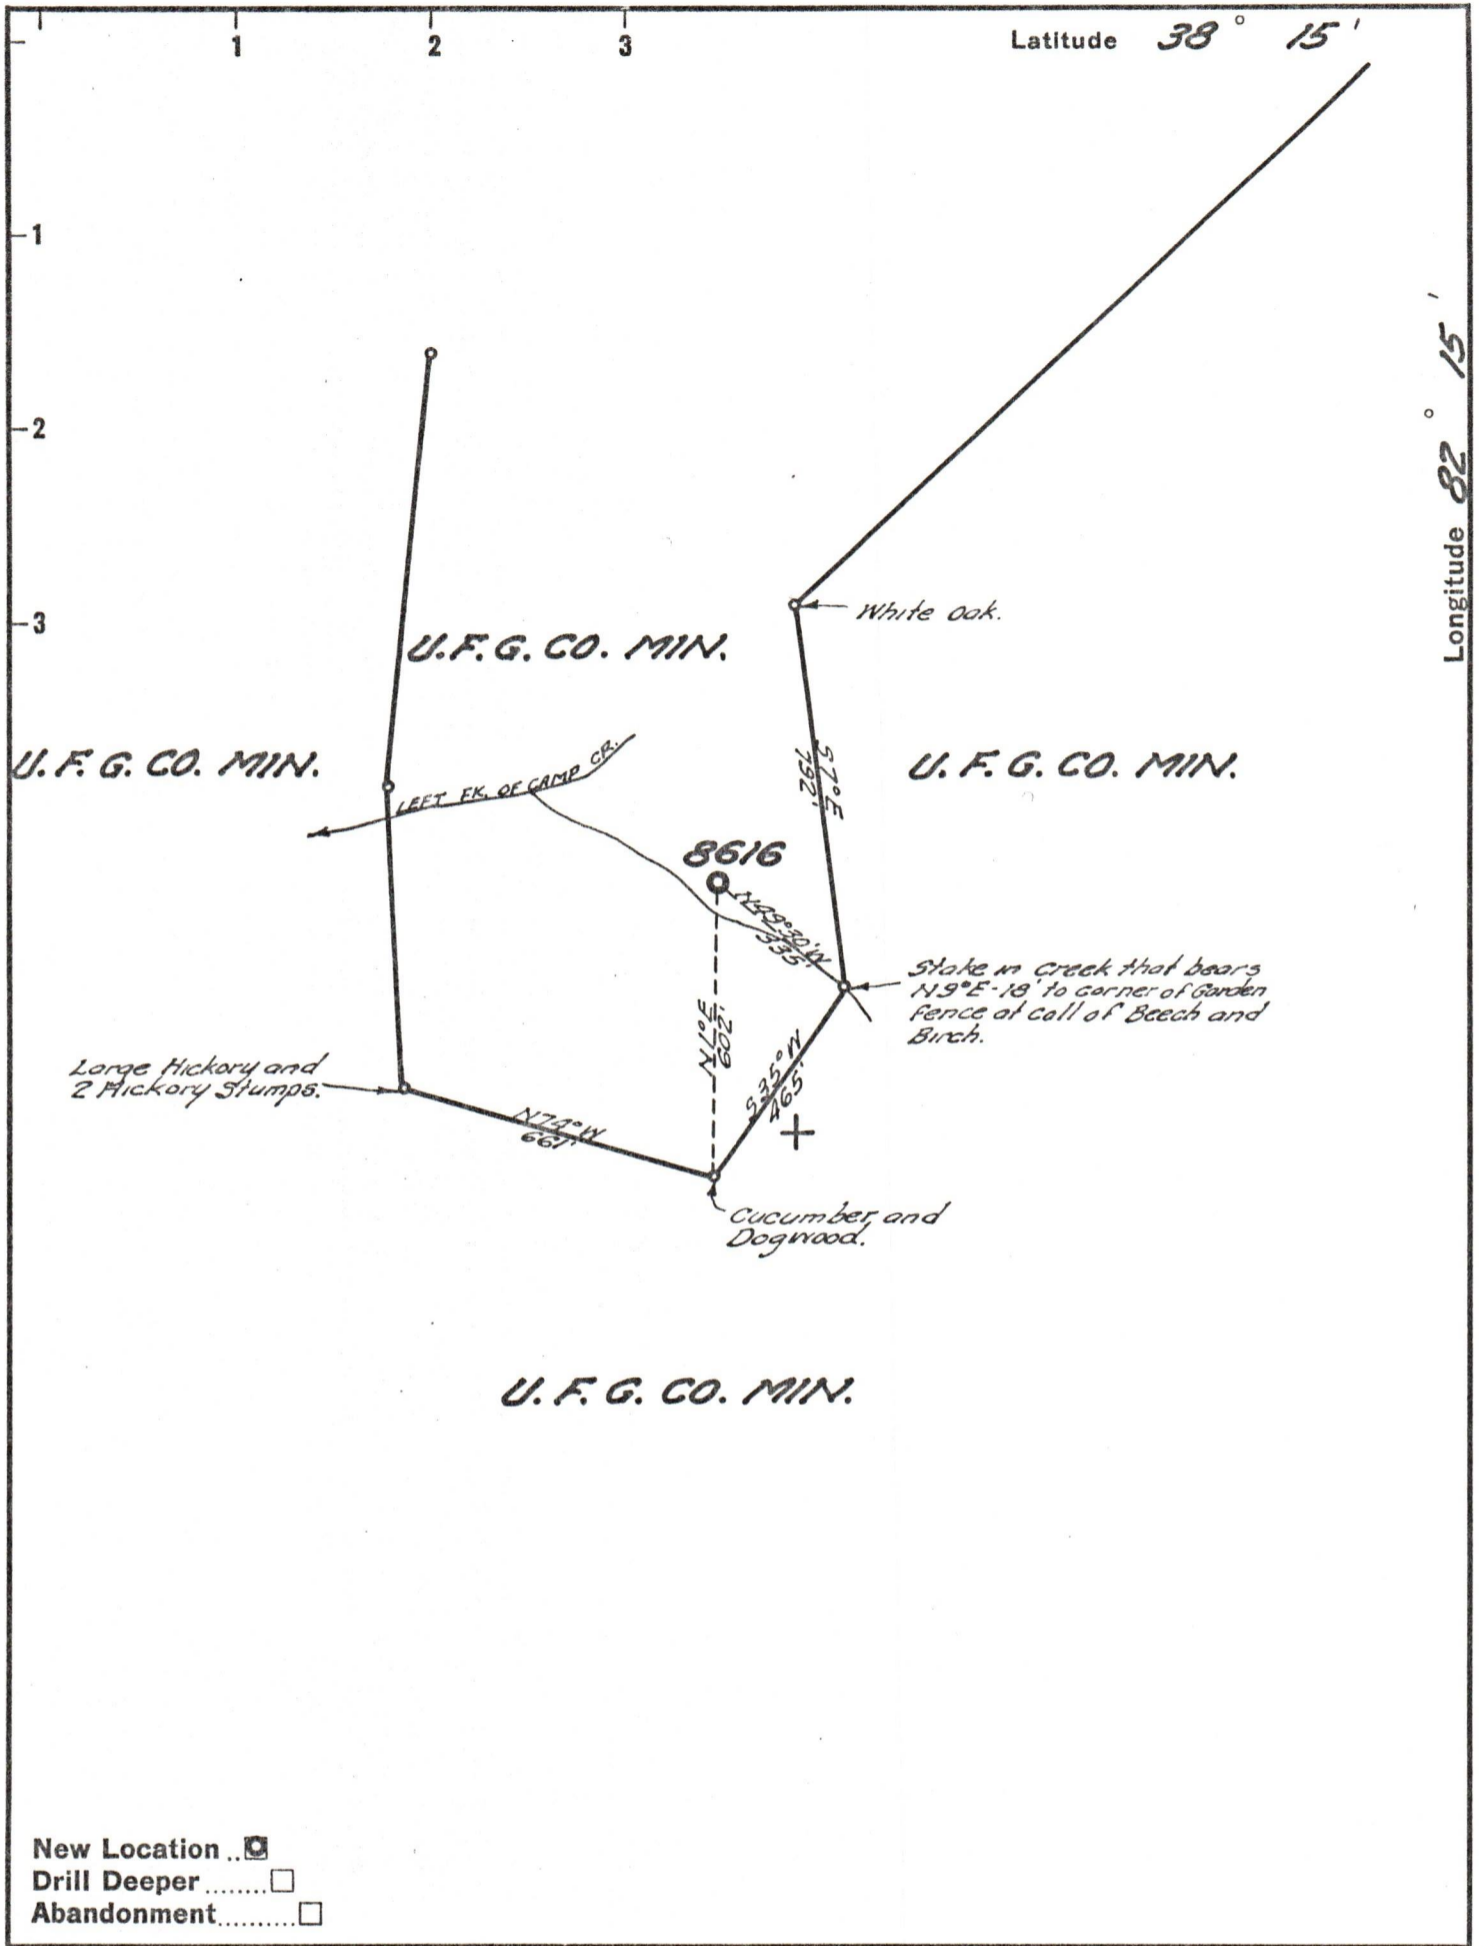 1 2 3 Latitude 38° 15'
1
2
3
Longitude 82° 15'
White Oak.
U.F.G. CO. MIN.
U.F.G. CO. MIN.
U.F.G. CO. MIN.
LEFT FK. OF CAMP CR.
S7°E
792'
8616
N49°30'W
335'
N1°E
602'
Stake in Creek that bears
N9°E-18' to corner of Garden
Fence at call of Beech and
Birch.
S35°W
465'
Large Hickory and
2 Hickory Stumps.
N74°W
661'
Cucumber and
Dogwood.
U.F.G. CO. MIN.
New Location ..
Drill Deeper ........
Abandonment..........